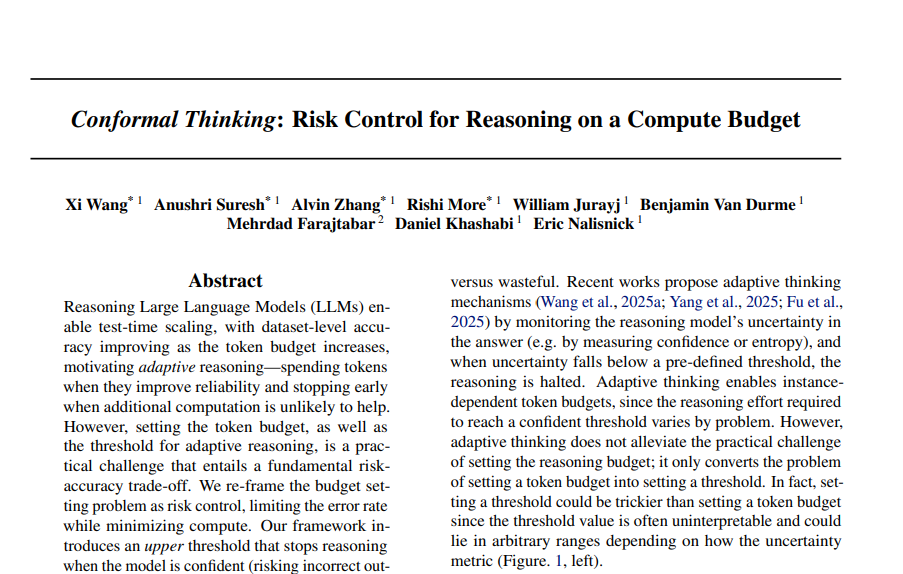 Conformal Thinking: Risk Control for Reasoning on a Compute Budget
Xi Wang* 1 Anushri Suresh* 1 Alvin Zhang* 1 Rishi More* 1 William Jurayj 1 Benjamin Van Durme 1
Mehrdad Farajtabar 2 Daniel Khashabi 1 Eric Nalisnick 1
Abstract
Reasoning Large Language Models (LLMs) en-
able test-time scaling, with dataset-level accu-
racy improving as the token budget increases,
motivating adaptive reasoning—spending tokens
when they improve reliability and stopping early
when additional computation is unlikely to help.
However, setting the token budget, as well as
the threshold for adaptive reasoning, is a prac-
tical challenge that entails a fundamental risk-
accuracy trade-off. We re-frame the budget set-
ting problem as risk control, limiting the error rate
while minimizing compute. Our framework in-
troduces an upper threshold that stops reasoning
when the model is confident (risking incorrect out-
versus wasteful. Recent works propose adaptive thinking
mechanisms (Wang et al., 2025a; Yang et al., 2025; Fu et al.,
2025) by monitoring the reasoning model's uncertainty in
the answer (e.g. by measuring confidence or entropy), and
when uncertainty falls below a pre-defined threshold, the
reasoning is halted. Adaptive thinking enables instance-
dependent token budgets, since the reasoning effort required
to reach a confident threshold varies by problem. However,
adaptive thinking does not alleviate the practical challenge
of setting the reasoning budget; it only converts the problem
of setting a token budget into setting a threshold. In fact, set-
ting a threshold could be trickier than setting a token budget
since the threshold value is often uninterpretable and could
lie in arbitrary ranges depending on how the uncertainty
metric (Figure. 1, left).